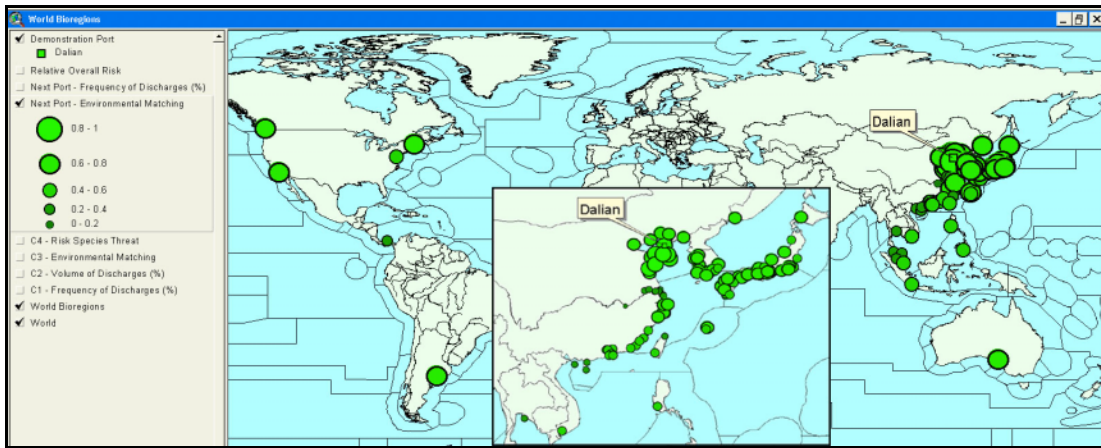 World Bioregions
Demonstration Port
Dalian
Relative Overall Risk
Next Port - Frequency of Discharges (%)
Next Port - Environmental Matching
0.8 - 1
0.6 - 0.8
0.4 - 0.6
0.2 - 0.4
0 - 0.2
C4 - Risk Species Threat
C3 - Environmental Matching
C2 - Volume of Discharges (%)
C1 - Frequency of Discharges (%)
World Bioregions
World
Dalian
Dalian